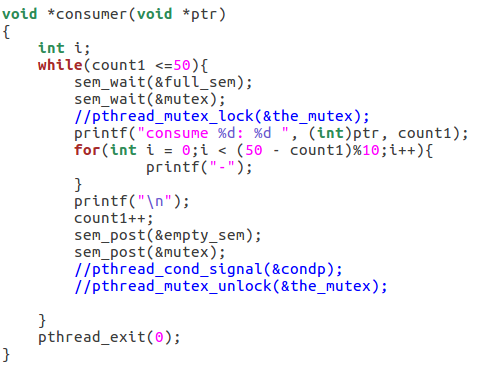 void *consumer(void *ptr)
{
    int i;
    while(count1 <=50){
        sem_wait(&full_sem);
        sem_wait(&mutex);
        //pthread_mutex_lock(&the_mutex);
        printf("consume %d: %d ", (int)ptr, count1);
        for(int i = 0;i < (50 - count1)%10;i++){
                printf("-");
        }
        printf("\n");
        count1++;
        sem_post(&empty_sem);
        sem_post(&mutex);
        //pthread_cond_signal(&condp);
        //pthread_mutex_unlock(&the_mutex);

    }
    pthread_exit(0);
}